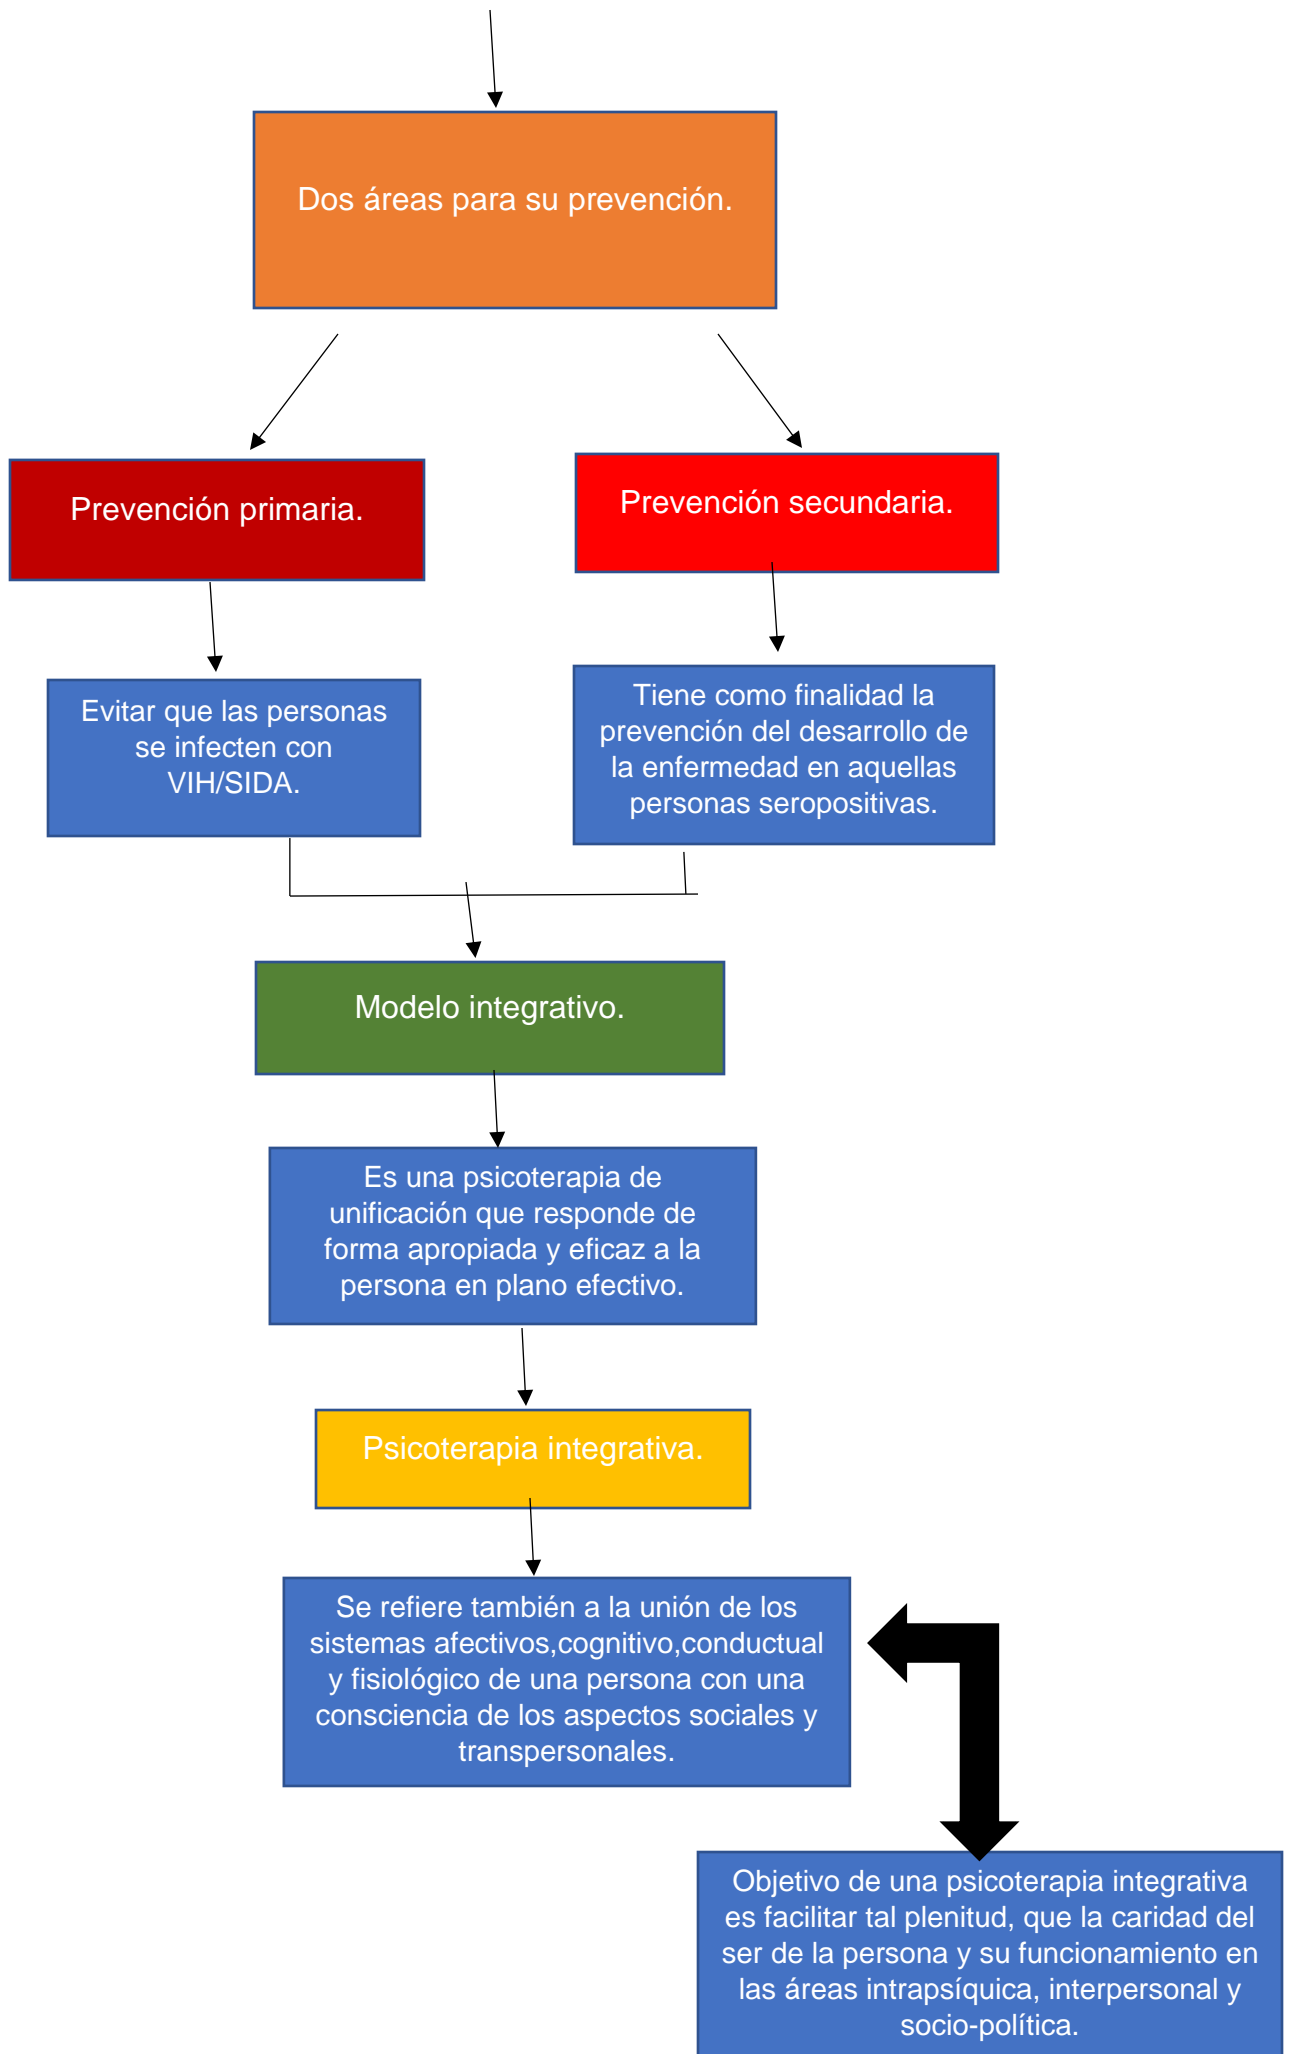 Dos áreas para su prevención.
Prevención primaria.
Prevención secundaria.
Evitar que las personas
se infecten con
VIH/SIDA.
Tiene como finalidad la
prevención del desarrollo de
la enfermedad en aquellas
personas seropositivas.
Modelo integrativo.
Es una psicoterapia de
unificación que responde de
forma apropiada y eficaz a la
persona en plano efectivo.
Psicoterapia integrativa.
Se refiere también a la unión de los
sistemas afectivos,cognitivo,conductual
y fisiológico de una persona con una
consciencia de los aspectos sociales y
transpersonales.
Objetivo de una psicoterapia integrativa
es facilitar tal plenitud, que la caridad del
ser de la persona y su funcionamiento en
las áreas intrapsíquica, interpersonal y
socio-política.